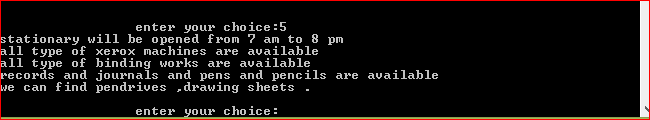 enter your choice:5
stationary will be opened from 7 am to 8 pm
all type of xerox machines are available
all type of binding works are available
records and journals and pens and pencils are available
we can find pendrives ,drawing sheets .
enter your choice: